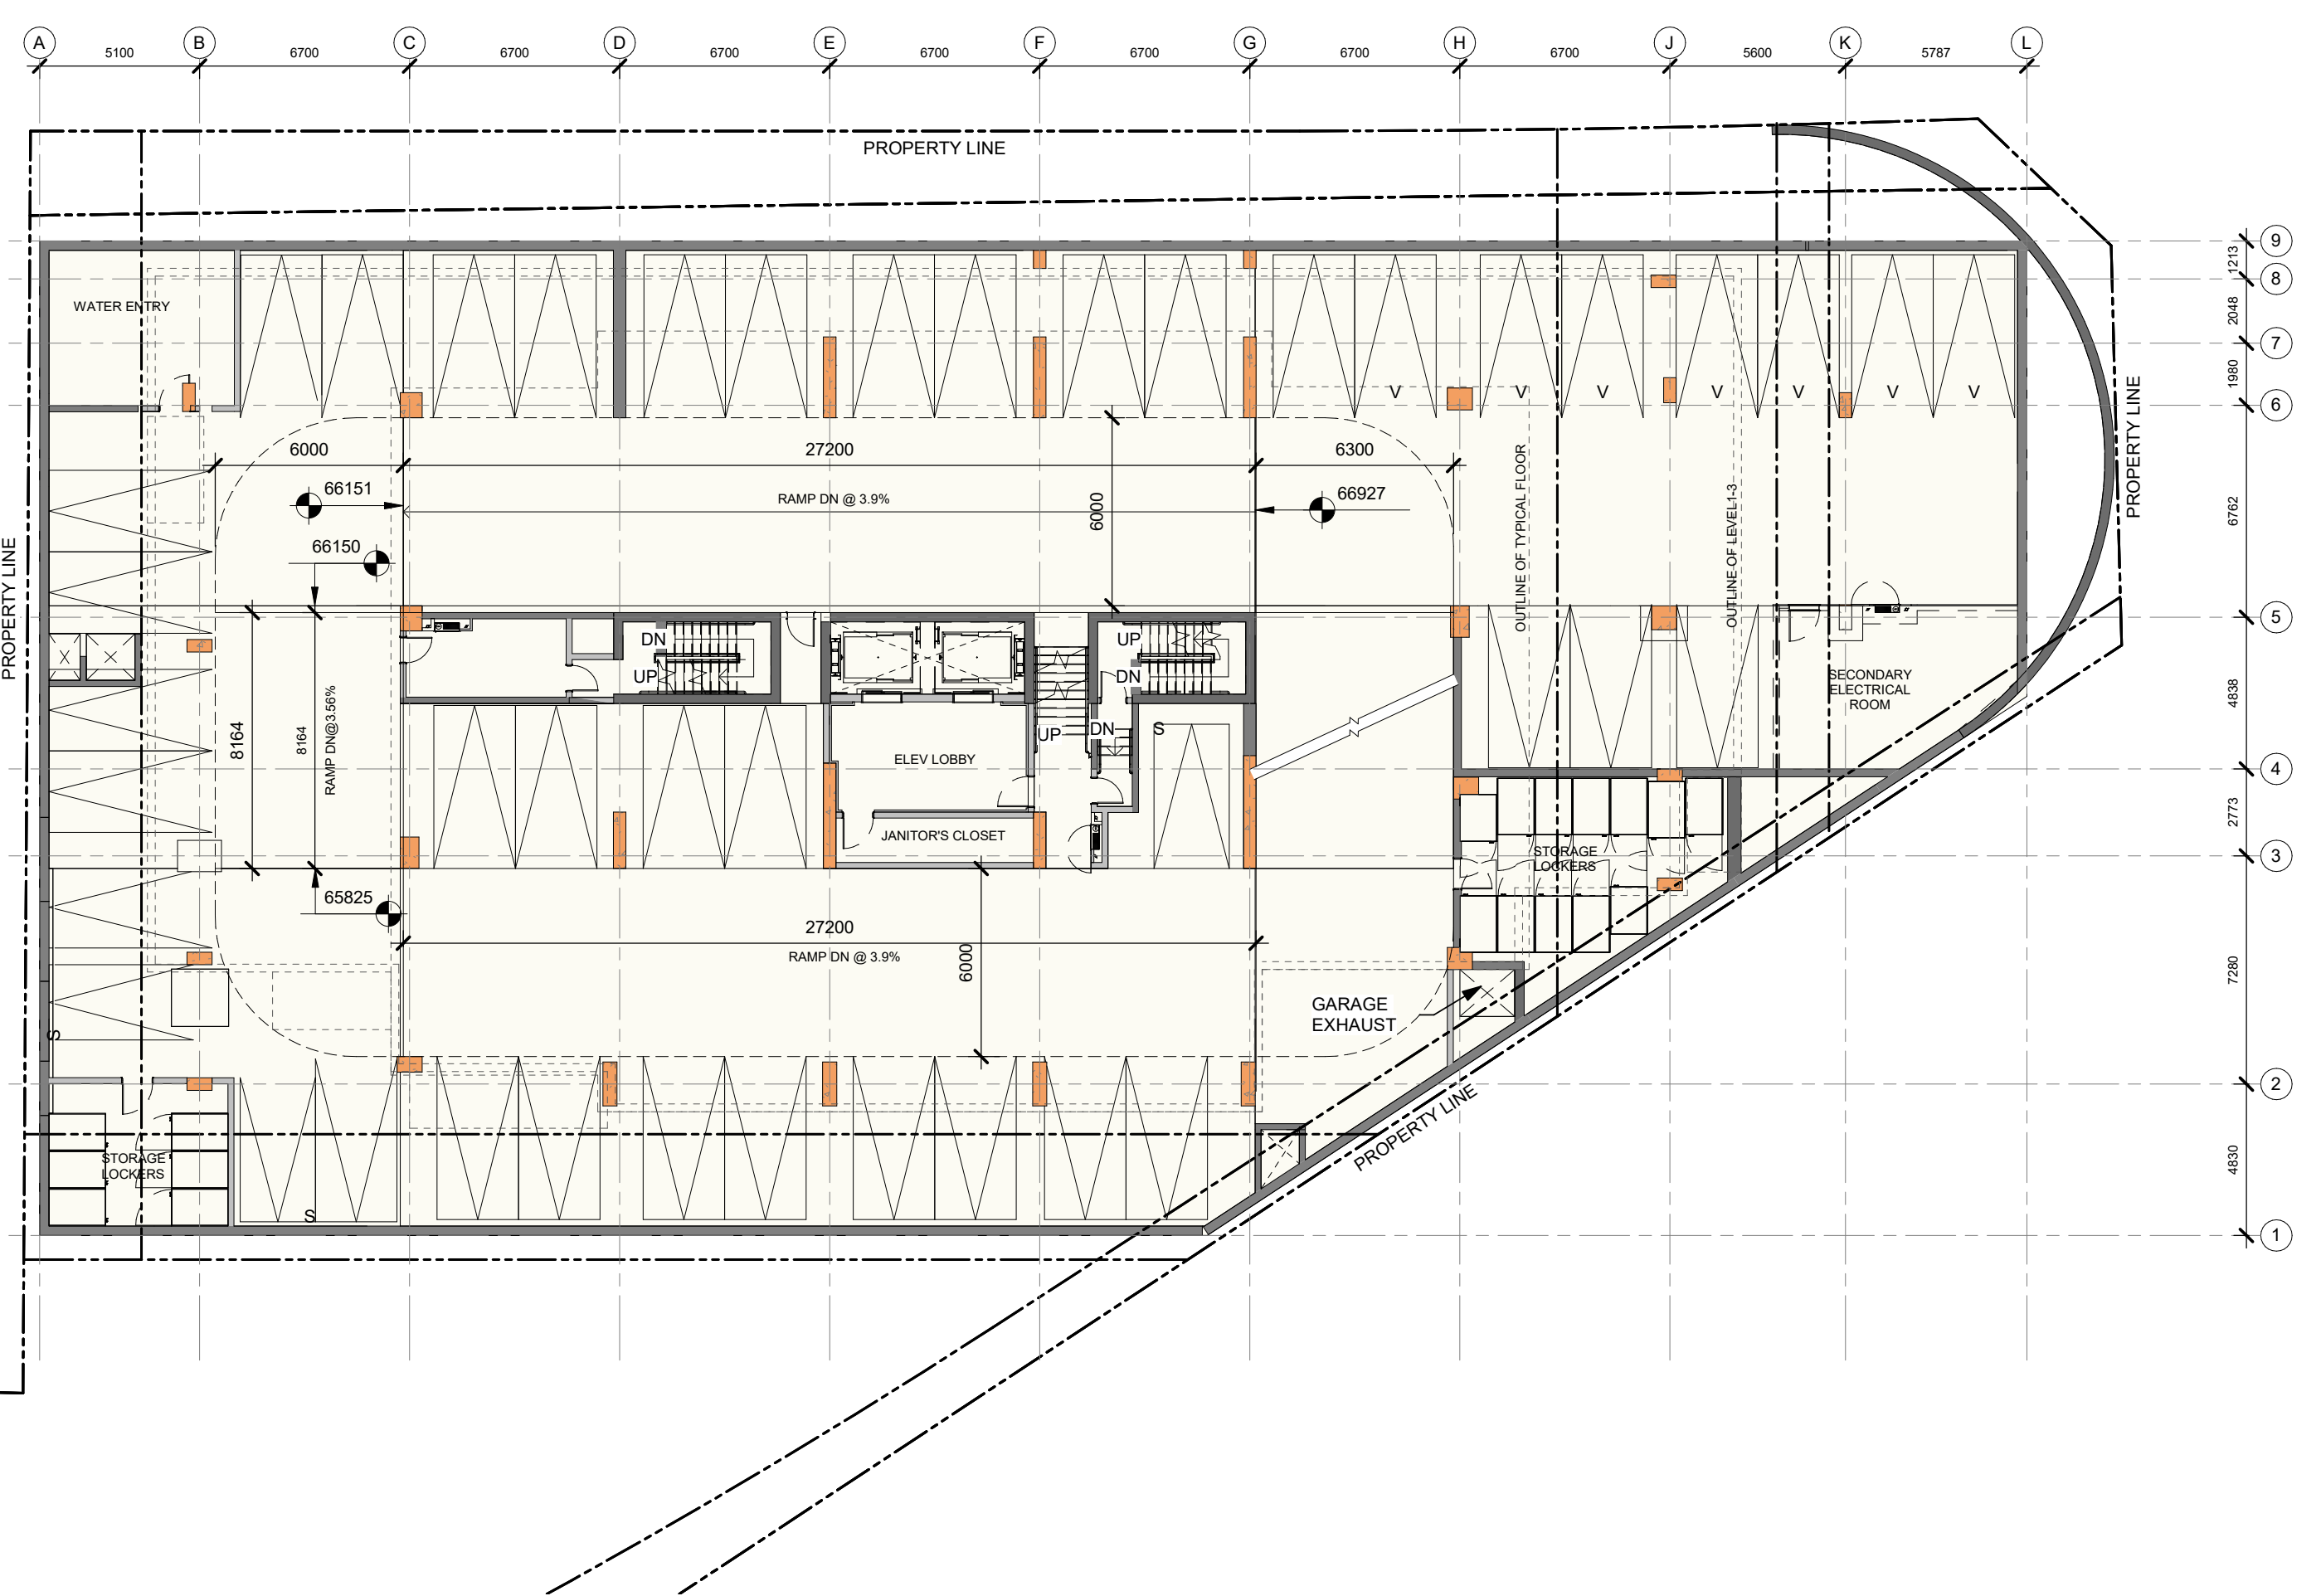 A
B
C
D
E
F
G
H
J
K
L
5100
6700
6700
6700
6700
6700
6700
6700
5600
5787
PROPERTY LINE
9
1213
8
2048
7
1980
6
6762
5
4838
4
2773
3
7280
2
4830
1
WATER ENTRY
V
V
V
V
V
V
V
PROPERTY LINE
6000
27200
6300
66151
RAMP DN @ 3.9%
6000
66927
66150
OUTLINE OF TYPICAL FLOOR
OUTLINE OF LEVEL1-3
PROPERTY LINE
DN
UP
UP
DN
8164
8164
RAMP DN@3.56%
SECONDARY
ELECTRICAL
ROOM
UP
DN
S
ELEV LOBBY
JANITOR'S CLOSET
STORAGE
LOCKERS
65825
27200
RAMP DN @ 3.9%
6000
GARAGE
EXHAUST
S
STORAGE
LOCKERS
S
PROPERTY LINE